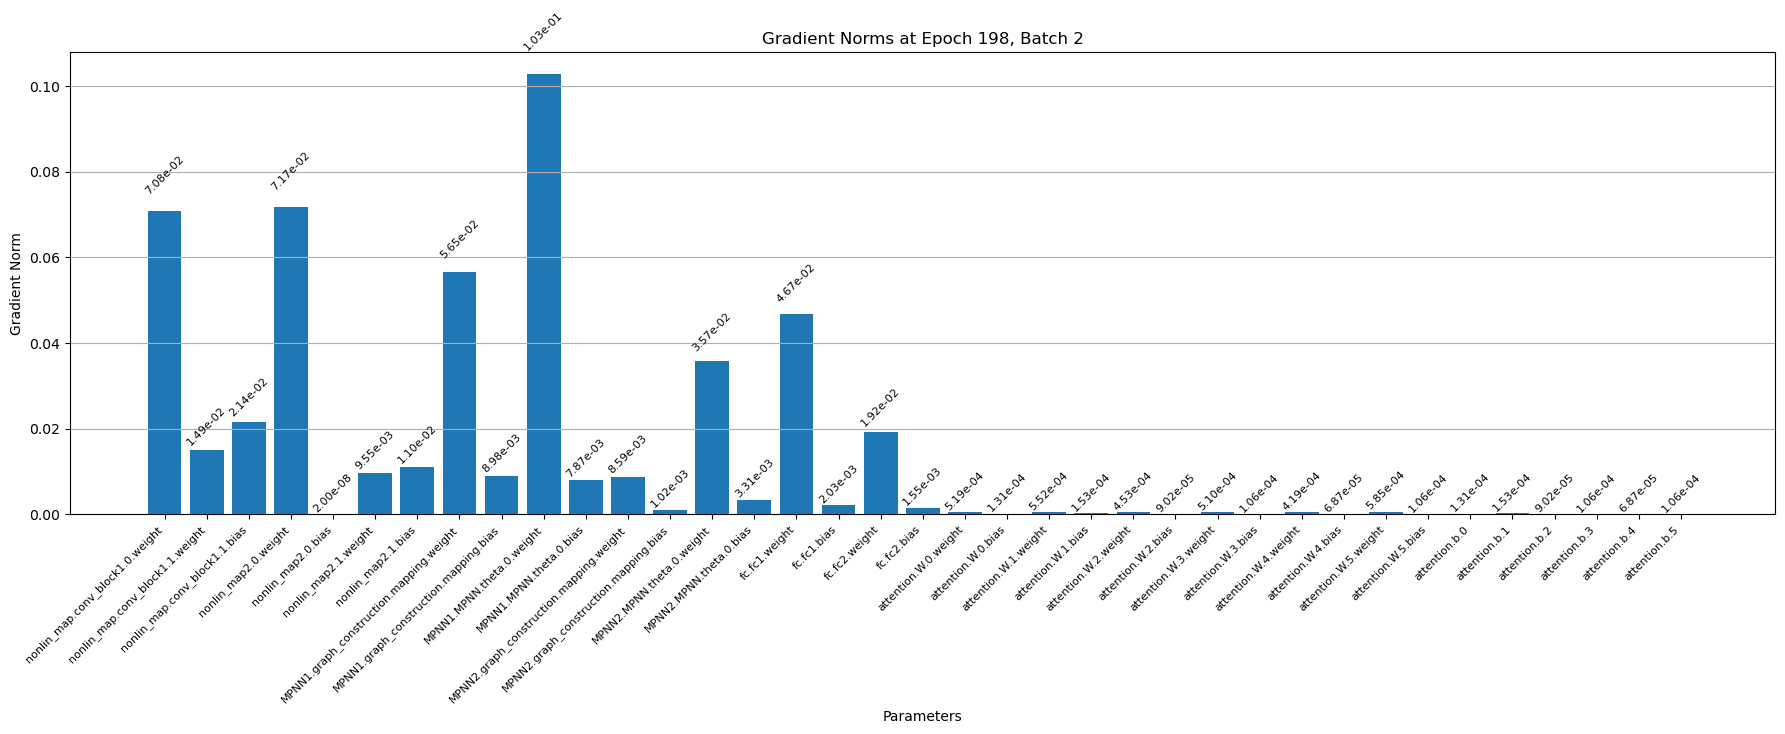 Gradient Norms at Epoch 198, Batch 2
Gradient Norm
0.10
0.08
0.06
0.04
0.02
0.00
7.08e-02
1.49e-02
2.14e-02
7.17e-02
2.00e-08
9.55e-03
1.10e-02
5.65e-02
8.98e-03
1.03e-01
7.87e-03
8.59e-03
1.02e-03
3.57e-02
3.31e-03
4.67e-02
2.03e-03
1.92e-02
1.55e-03
5.19e-04
1.31e-04
5.52e-04
1.53e-04
4.53e-04
9.02e-05
5.10e-04
1.06e-04
4.19e-04
6.87e-05
5.85e-04
1.06e-04
1.31e-04
1.53e-04
9.02e-05
1.06e-04
6.87e-05
1.06e-04
nonlin_map.conv_block1.0.weight
nonlin_map.conv_block1.1.weight
nonlin_map.conv_block1.1.bias
nonlin_map2.0.weight
nonlin_map2.0.bias
nonlin_map2.1.weight
nonlin_map2.1.bias
MPNN1.graph_construction.mapping.weight
MPNN1.graph_construction.mapping.bias
MPNN1.MPNN.theta.0.weight
MPNN1.MPNN.theta.0.bias
MPNN2.graph_construction.mapping.weight
MPNN2.graph_construction.mapping.bias
MPNN2.MPNN.theta.0.weight
MPNN2.MPNN.theta.0.bias
fc.fc1.weight
fc.fc1.bias
fc.fc2.weight
fc.fc2.bias
attention.W.0.weight
attention.W.0.bias
attention.W.1.weight
attention.W.1.bias
attention.W.2.weight
attention.W.2.bias
attention.W.3.weight
attention.W.3.bias
attention.W.4.weight
attention.W.4.bias
attention.W.5.weight
attention.W.5.bias
attention.b.0
attention.b.1
attention.b.2
attention.b.3
attention.b.4
attention.b.5
Parameters